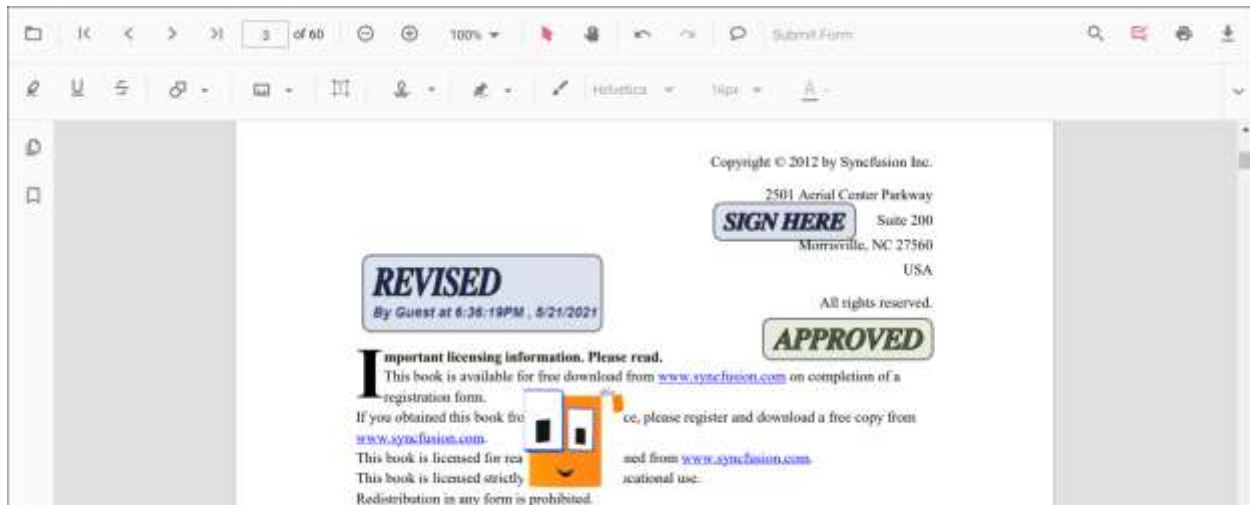 3 of 60 100% Submit Form
Helvetica 16px A
Copyright © 2012 by Syncfusion Inc.
2501 Aerial Center Parkway
SIGN HERE Suite 200
Morrisville, NC 27560
REVISED USA
By Guest at 6:36:19PM , 5/21/2021 All rights reserved.
APPROVED
Important licensing information. Please read.
This book is available for free download from www.syncfusion.com on completion of a
registration form.
If you obtained this book fro ce, please register and download a free copy from
www.syncfusion.com.
This book is licensed for rea ned from www.syncfusion.com.
This book is licensed strictly cational use.
Redistribution in any form is prohibited.